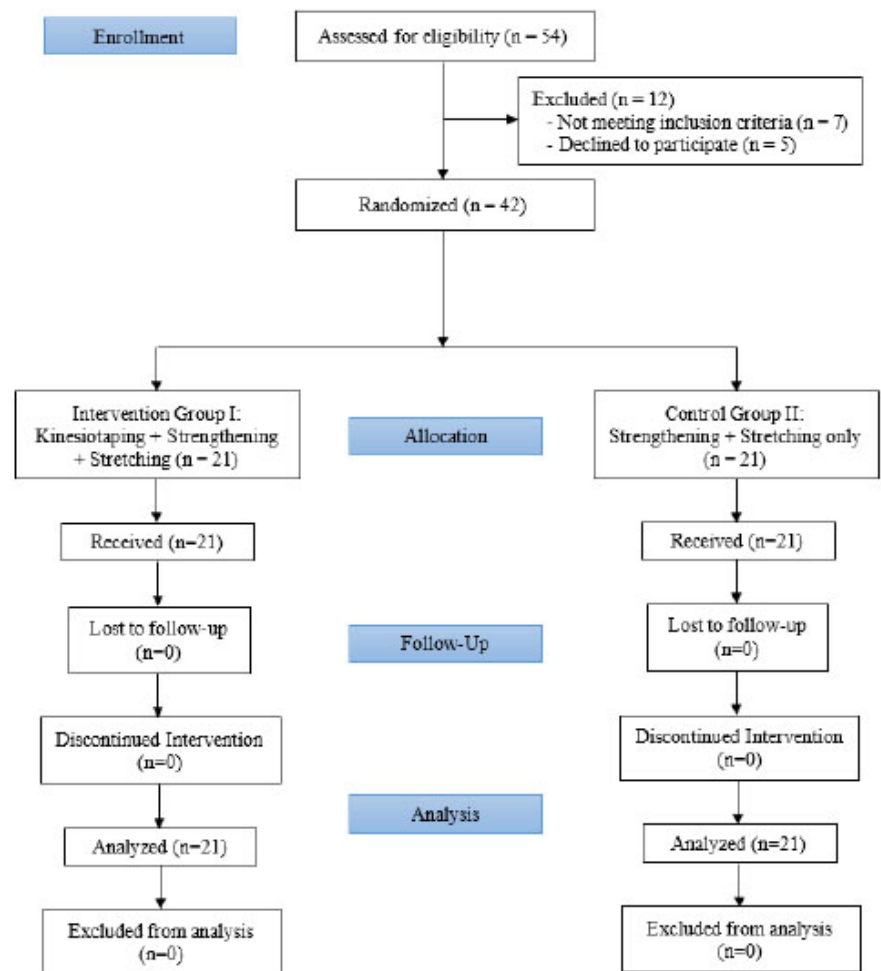 Enrollment
Assessed for eligibility (n = 54)
Excluded (n = 12)
- Not meeting inclusion criteria (n = 7)
- Declined to participate (n = 5)
Randomized (n = 42)
Intervention Group I:
Kinesiotaping + Strengthening
+ Stretching (n = 21)
Allocation
Control Group II:
Strengthening + Stretching only
(n = 21)
Received (n=21)
Received (n=21)
Lost to follow-up
(n=0)
Follow-Up
Lost to follow-up
(n=0)
Discontinued Intervention
(n=0)
Discontinued Intervention
(n=0)
Analysis
Analyzed (n=21)
Analyzed (n=21)
Excluded from analysis
(n=0)
Excluded from analysis
(n=0)